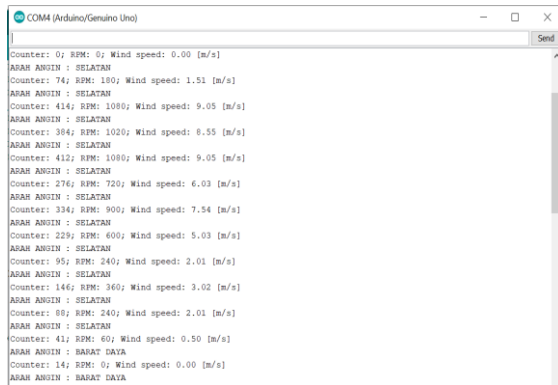 COM4 (Arduino/Genuino Uno)
Send
Counter: 0; RPM: 0; Wind speed: 0.00 [m/s]
ARAH ANGIN : SELATAN
Counter: 74; RPM: 180; Wind speed: 1.51 [m/s]
ARAH ANGIN : SELATAN
Counter: 414; RPM: 1080; Wind speed: 9.05 [m/s]
ARAH ANGIN : SELATAN
Counter: 384; RPM: 1020; Wind speed: 8.55 [m/s]
ARAH ANGIN : SELATAN
Counter: 412; RPM: 1080; Wind speed: 9.05 [m/s]
ARAH ANGIN : SELATAN
Counter: 276; RPM: 720; Wind speed: 6.03 [m/s]
ARAH ANGIN : SELATAN
Counter: 334; RPM: 900; Wind speed: 7.54 [m/s]
ARAH ANGIN : SELATAN
Counter: 229; RPM: 600; Wind speed: 5.03 [m/s]
ARAH ANGIN : SELATAN
Counter: 95; RPM: 240; Wind speed: 2.01 [m/s]
ARAH ANGIN : SELATAN
Counter: 146; RPM: 360; Wind speed: 3.02 [m/s]
ARAH ANGIN : SELATAN
Counter: 88; RPM: 240; Wind speed: 2.01 [m/s]
ARAH ANGIN : SELATAN
Counter: 41; RPM: 60; Wind speed: 0.50 [m/s]
ARAH ANGIN : BARAT DAYA
Counter: 14; RPM: 0; Wind speed: 0.00 [m/s]
ARAH ANGIN : BARAT DAYA